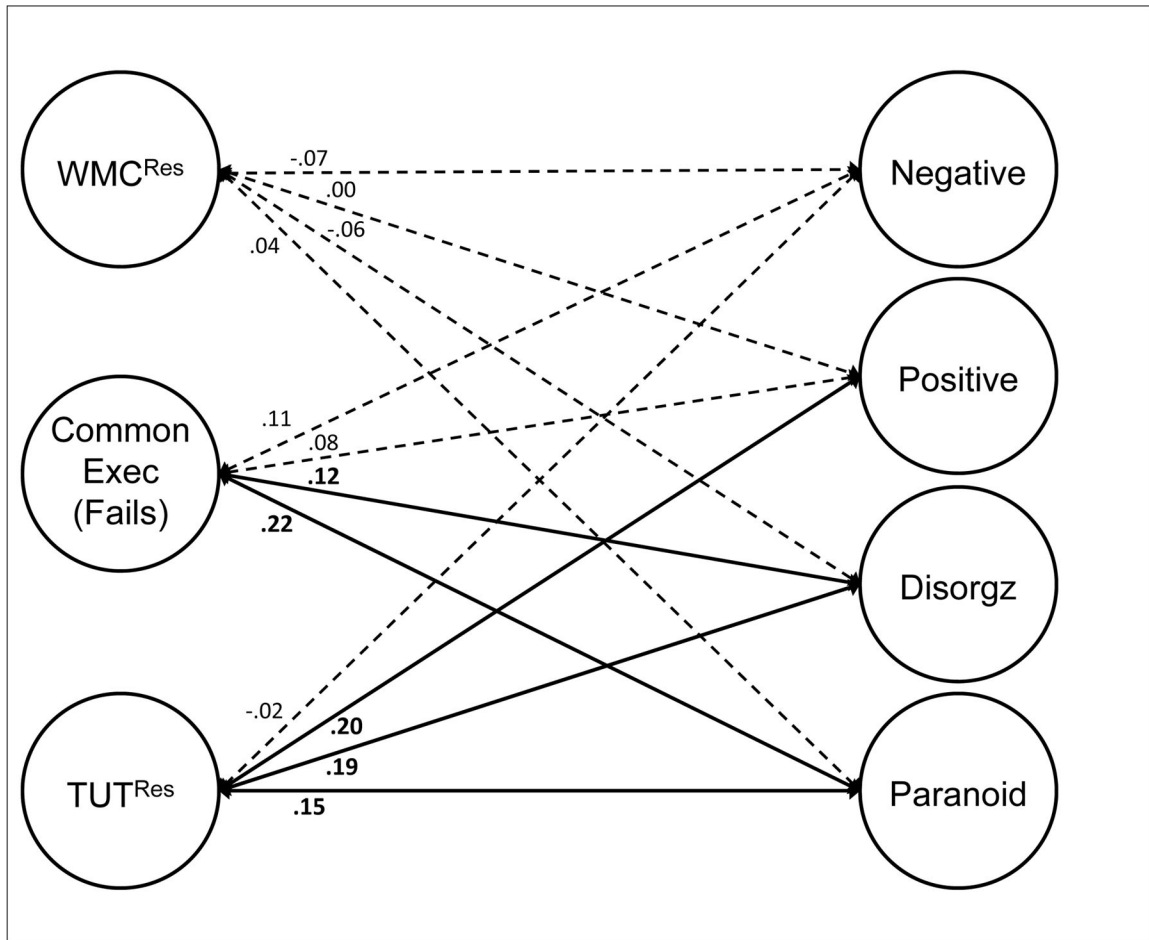 WMC^Res
-.07
.00
-.06
.04
Negative
Positive
Common
Exec
(Fails)
.11
.08
.12
.22
Disorgz
TUT^Res
-.02
.20
.19
.15
Paranoid